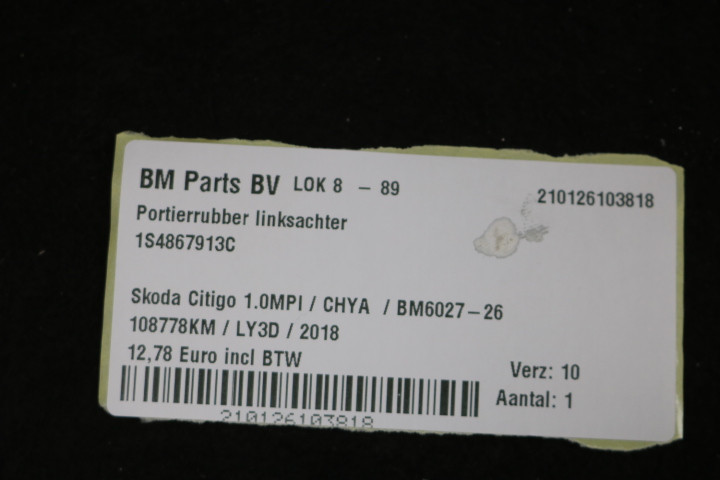 BM Parts BV LOK 8 - 89 210126103818
Portierrubber linksachter
1S4867913C
Skoda Citigo 1.0MPI / CHYA / BM6027-26
108778KM / LY3D / 2018
12,78 Euro incl BTW
Verz: 10
Aantal: 1
210126103818